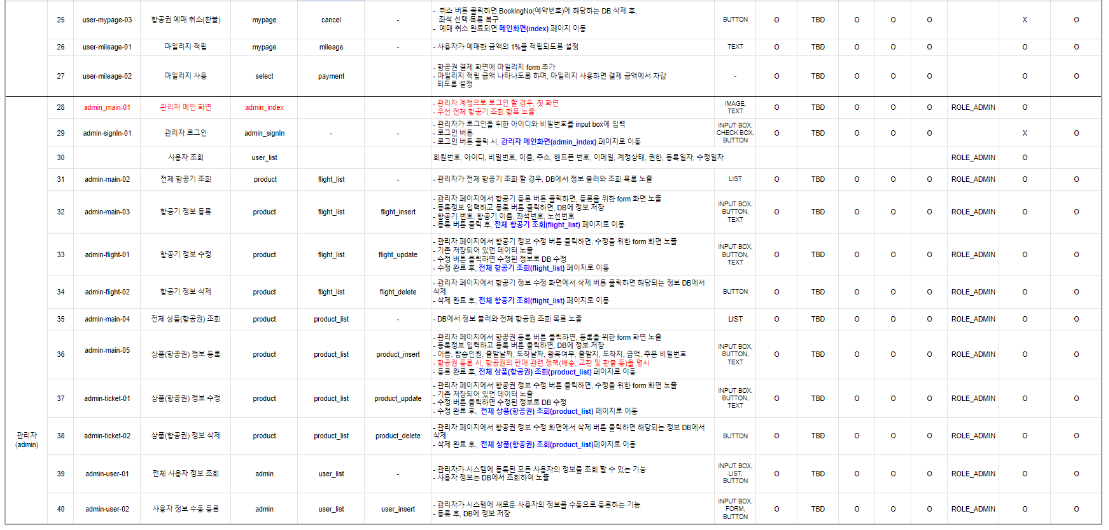 25 user-mypage-03 항공권 예매 취소(환불) mypage cancel - - 취소 버튼 클릭하면 BookingNo(예약번호)에 해당하는 DB 삭제 후, BUTTON O TBD O O O X O
좌석 선택 목록 복구
- 예매 취소 완료되면 메인화면(index) 페이지 이동
26 user-mileage-01 마일리지 적립 mypage mileage - 사용자가 예매한 금액의 1%를 적립되도록 설정 TEXT O TBD O O O O O
27 user-mileage-02 마일리지 사용 select payment - 항공권 결제 화면에 마일리지 form 추가 - O TBD O O O O O
- 마일리지 적립 금액 나타나도록 하며, 마일리지 사용하면 결제 금액에서 차감
되도록 설정
관리자
(admin)
28 admin_main-01 관리자 메인 화면 admin_index - 관리자 계정으로 로그인 할 경우, 첫 화면 IMAGE, O TBD O O O ROLE_ADMIN O O
- 우선 전체 항공기 조회 항목 노출 TEXT
29 admin-signIn-01 관리자 로그인 admin_signIn - - - 관리자가 로그인을 위한 아이디와 비밀번호를 input box에 입력 INPUT BOX, O TBD O O O X O
- 로그인 버튼 CHECK BOX,
- 로그인 버튼 클릭 시, 관리자 메인화면(admin_index) 페이지로 이동 BUTTON
30 사용자 조회 user_list 회원번호, 아이디, 비밀번호, 이름, 주소, 핸드폰 번호, 이메일, 계정상태, 권한, 등록일자, 수정일자 ROLE_ADMIN O
31 admin-main-02 전체 항공기 조회 product flight_list - - 관리자가 전체 항공기 조회 할 경우, DB에서 정보 불러와 조회 목록 노출 LIST O TBD O O O ROLE_ADMIN O O
32 admin-main-03 항공기 정보 등록 product flight_list flight_insert - 관리자 페이지에서 항공기 등록 버튼 클릭하면, 등록을 위한 form 화면 노출 INPUT BOX, O TBD O O O ROLE_ADMIN O O
- 등록정보 입력하고 등록 버튼 클릭하면, DB에 정보 저장 BUTTON,
- 항공기 번호, 항공기 이름, 좌석번호, 노선번호 TEXT
- 등록 버튼 클릭 후, 전체 항공기 조회(flight_list) 페이지로 이동
33 admin-flight-01 항공기 정보 수정 product flight_list flight_update - 관리자 페이지에서 항공기 정보 수정 버튼 클릭하면, 수정을 위한 form 화면 노출 INPUT BOX, O TBD O O O ROLE_ADMIN O O
- 기존 저장되어 있던 데이터 노출 BUTTON,
- 수정 버튼 클릭하면 수정된 정보로 DB 수정 TEXT
- 수정 완료 후, 전체 항공기 조회(flight_list) 페이지로 이동
34 admin-flight-02 항공기 정보 삭제 product flight_list flight_delete - 관리자 페이지에서 항공기 정보 수정 화면에서 삭제 버튼 클릭하면 해당되는 정보 DB에서 BUTTON O TBD O O O ROLE_ADMIN O O
삭제
- 삭제 완료 후, 전체 항공기 조회(flight_list) 페이지로 이동
35 admin-main-04 전체 상품(항공권) 조회 product product_list - - DB에서 정보 불러와 전체 항공권 조회 목록 노출 LIST O TBD O O O ROLE_ADMIN O O
36 admin-main-05 상품(항공권) 정보 등록 product product_list product_insert - 관리자 페이지에서 항공권 등록 버튼 클릭하면, 등록을 위한 form 화면 노출 INPUT BOX, O TBD O O O ROLE_ADMIN O O
- 등록정보 입력하고 등록 버튼 클릭하면, DB에 정보 저장 BUTTON,
- 이름, 탑승인원, 출발날짜, 도착날짜, 왕복여부, 출발지, 도착지, 금액, 주문 비밀번호 TEXT
- 항공권 등록 시, 항공권의 판매 관련 정책(배송, 교환 및 환불 등)을 명시
- 등록 완료 후, 전체 상품(항공권) 조회(product_list) 페이지로 이동
37 admin-ticket-01 상품(항공권) 정보 수정 product product_list product_update - 관리자 페이지에서 항공권 정보 수정 버튼 클릭하면, 수정을 위한 form 화면 노출 INPUT BOX, O TBD O O O ROLE_ADMIN O O
- 기존 저장되어 있던 데이터 노출 BUTTON,
- 수정 버튼 클릭하면 수정된 정보로 DB 수정 TEXT
- 수정 완료 후, 전체 상품(항공권) 조회(product_list) 페이지로 이동
38 admin-ticket-02 상품(항공권) 정보 삭제 product product_list product_delete - 관리자 페이지에서 항공권 정보 수정 화면에서 삭제 버튼 클릭하면 해당되는 정보 DB에서 BUTTON O TBD O O O ROLE_ADMIN O O
삭제
- 삭제 완료 후, 전체 상품(항공권) 조회(product_list)페이지로 이동
39 admin-user-01 전체 사용자 정보 조회 admin user_list - - 관리자가 시스템에 등록된 모든 사용자의 정보를 조회 할 수 있는 기능 INPUT BOX, O TBD O O O ROLE_ADMIN O O
- 사용자 정보는 DB에서 조회하여 노출 LIST,
BUTTON
40 admin-user-02 사용자 정보 수동 등록 admin user_list user_insert - 관리자가 시스템에 새로운 사용자의 정보를 수동으로 등록하는 기능 INPUT BOX, O TBD O O O ROLE_ADMIN O O
- 등록 후, DB에 정보 저장 FORM,
BUTTON